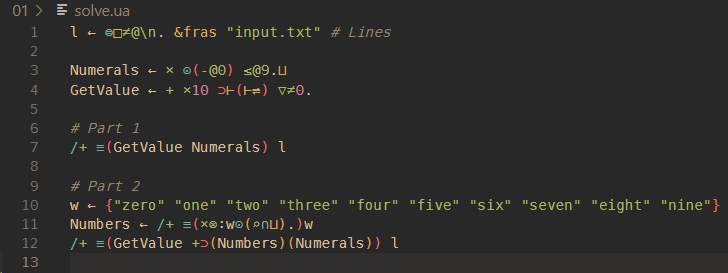 01 > solve.ua
1 l ← ⊜□≠@\n. &fras "input.txt" # Lines
2
3 Numerals ← × ⊙(-@0) ≤@9.⊔
4 GetValue ← + ×10 ⊃⊢(⊢⇌) ▽≠0.
5
6 # Part 1
7 /+ ≡(GetValue Numerals) l
8
9 # Part 2
10 w ← {"zero" "one" "two" "three" "four" "five" "six" "seven" "eight" "nine"}
11 Numbers ← /+ ≡(×⊗:w⊙(⌕∩⊔).)w
12 /+ ≡(GetValue +⊃(Numbers)(Numerals)) l
13